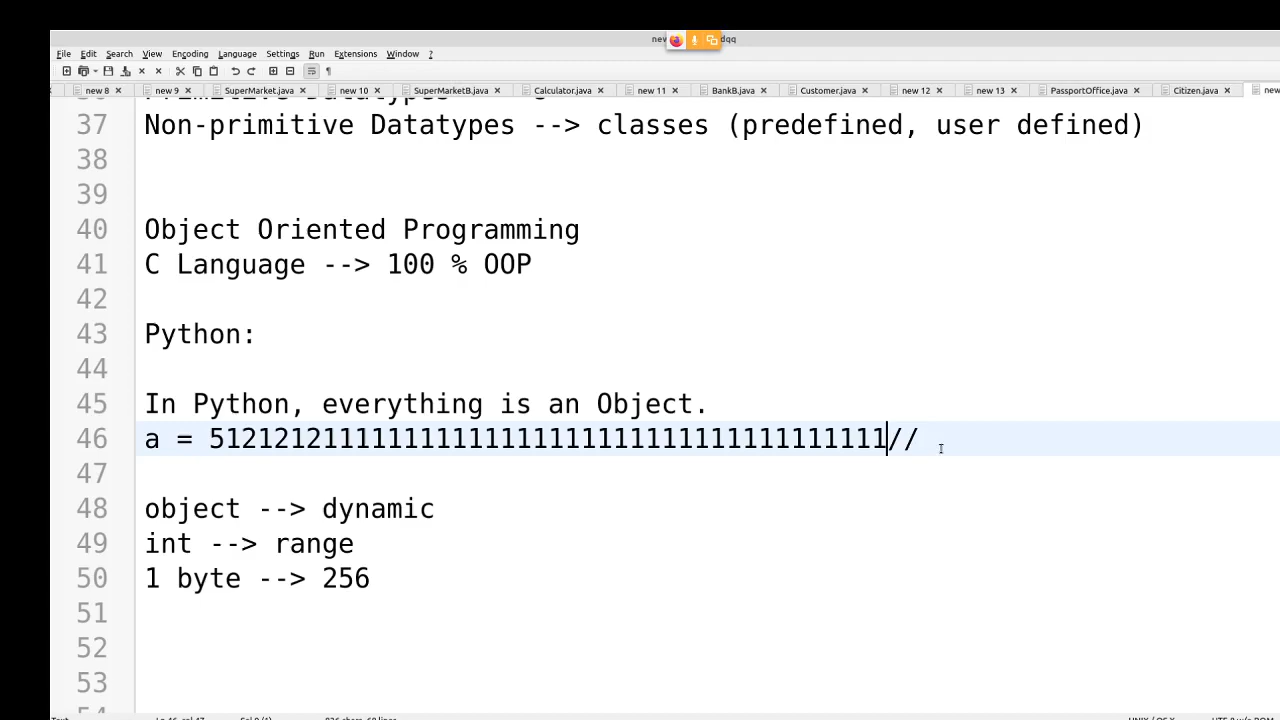 new
dqq
File Edit Search View Encoding Language Settings Run Extensions Window ?
new 8 new 9 SuperMarket.java new 10 SuperMarketB.java Calculator.java new 11 BankB.java Customer.java new 12 new 13 PassportOffice.java Citizen.java new
37 Non-primitive Datatypes --> classes (predefined, user defined)
38
39
40 Object Oriented Programming
41 C Language --> 100 % OOP
42
43 Python:
44
45 In Python, everything is an Object.
46 a = 512121211111111111111111111111111111111111//
47
48 object --> dynamic
49 int --> range
50 1 byte --> 256
51
52
53